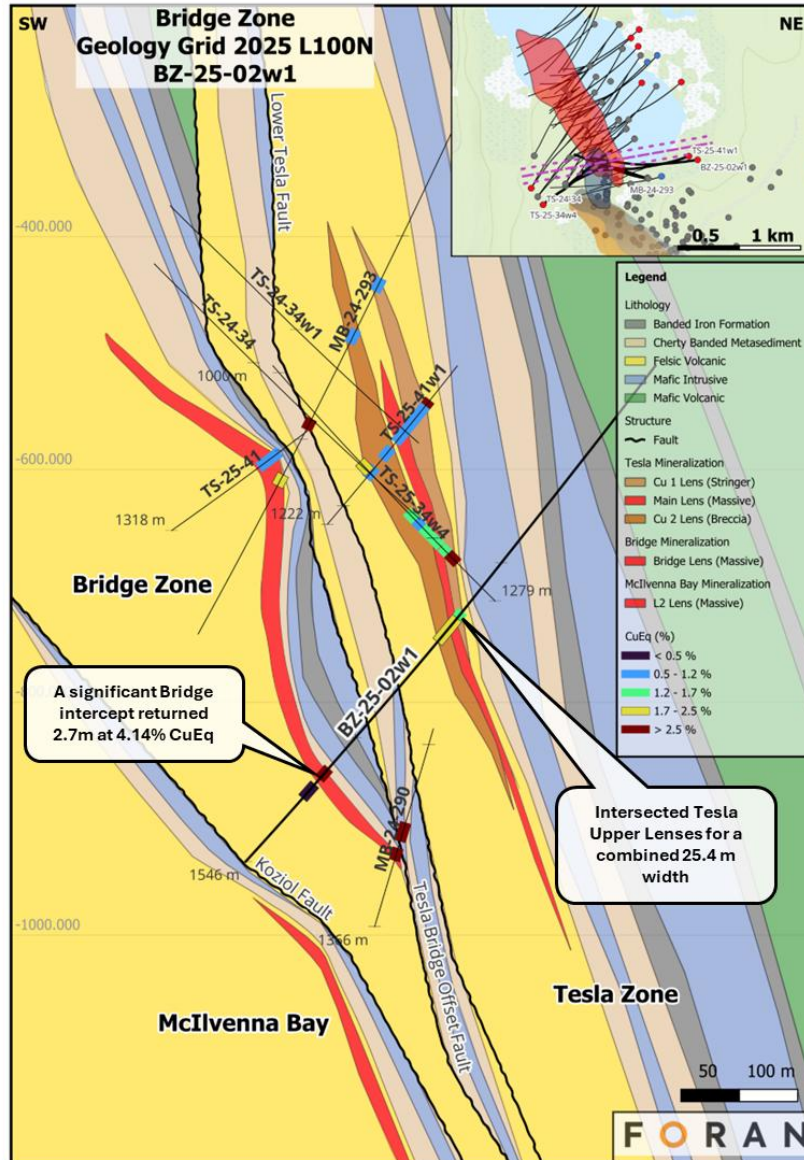 SW
Bridge Zone
Geology Grid 2025 L100N
BZ-25-02w1
NE
TS-25-41w1
BZ-25-02w1
MB-24-293
TS-24-34
TS-25-34w4
0.5 1 km
Lower Tesla Fault
-400.000
TS-24-34w1
TS-24-34
MB-24-293
1000 m
TS-25-41w1
-600.000
TS-25-41
1318 m
1222 m
TS-25-34w4
1279 m
Bridge Zone
BZ-25-02w1
A significant Bridge
intercept returned
2.7m at 4.14% CuEq
Intersected Tesla
Upper Lenses for a
combined 25.4 m
width
MB-24-290
1546 m
Koziol Fault
1366 m
Tesla Bridge Offset Fault
-1000.000
Tesla Zone
McIlvenna Bay
Legend
Lithology
Banded Iron Formation
Cherty Banded Metasediment
Felsic Volcanic
Mafic Intrusive
Mafic Volcanic
Structure
Fault
Tesla Mineralization
Cu 1 Lens (Stringer)
Main Lens (Massive)
Cu 2 Lens (Breccia)
Bridge Mineralization
Bridge Lens (Massive)
McIlvenna Bay Mineralization
L2 Lens (Massive)
CuEq (%)
< 0.5 %
0.5 - 1.2 %
1.2 - 1.7 %
1.7 - 2.5 %
> 2.5 %
50 100 m
FORAN